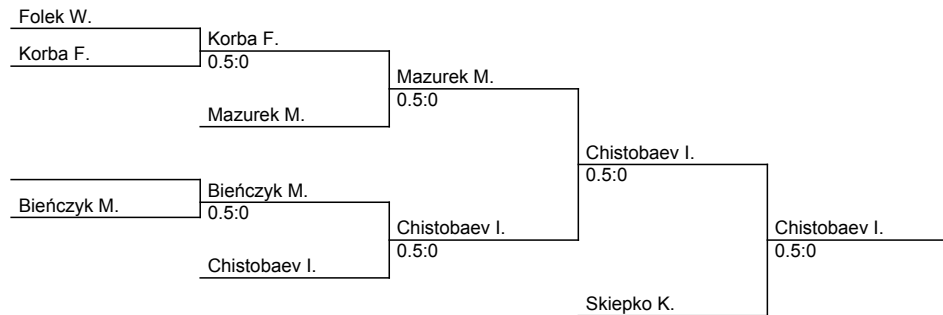 Folek W.
Korba F.
Korba F.
0.5:0
Mazurek M.
Mazurek M.
0.5:0
Bieńczyk M.
Bieńczyk M.
0.5:0
Chistobaev I.
Chistobaev I.
0.5:0
Chistobaev I.
0.5:0
Skiepko K.
Chistobaev I.
0.5:0